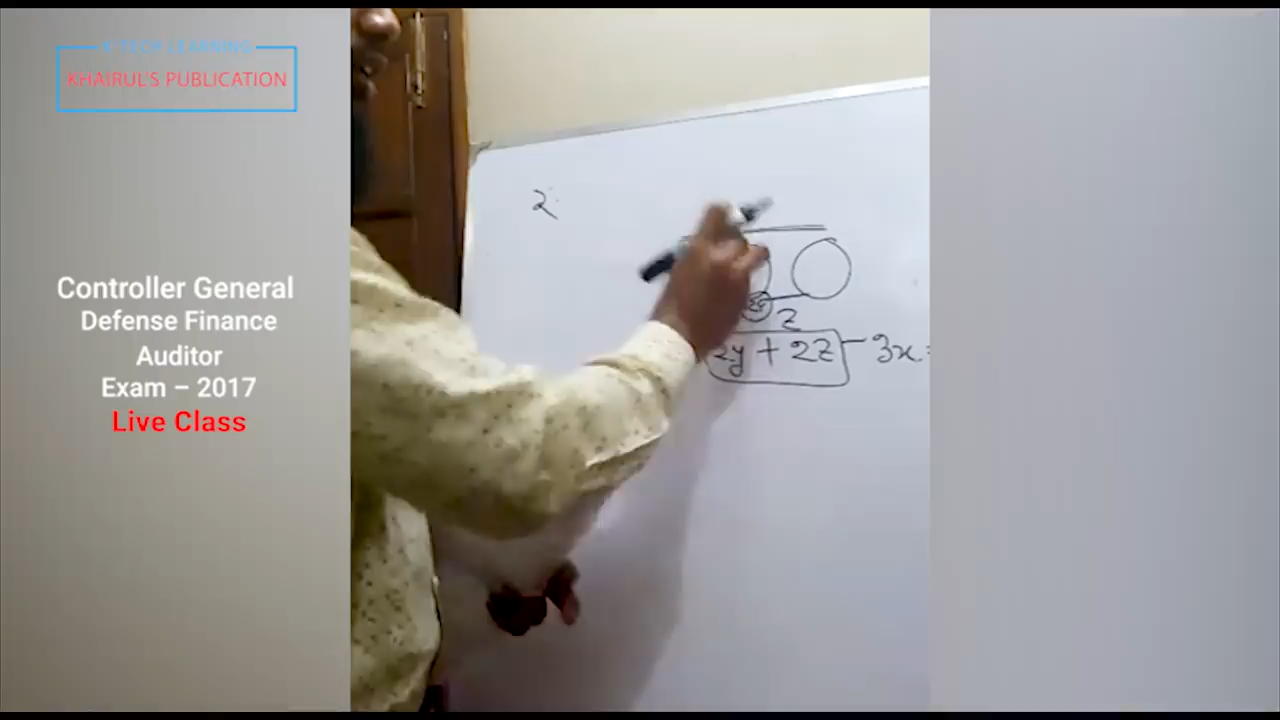 K TECH LEARNING
KHAIRUL'S PUBLICATION
Controller General
Defense Finance
Auditor
Exam – 2017
Live Class
2
z
2y + 2z - 3x =